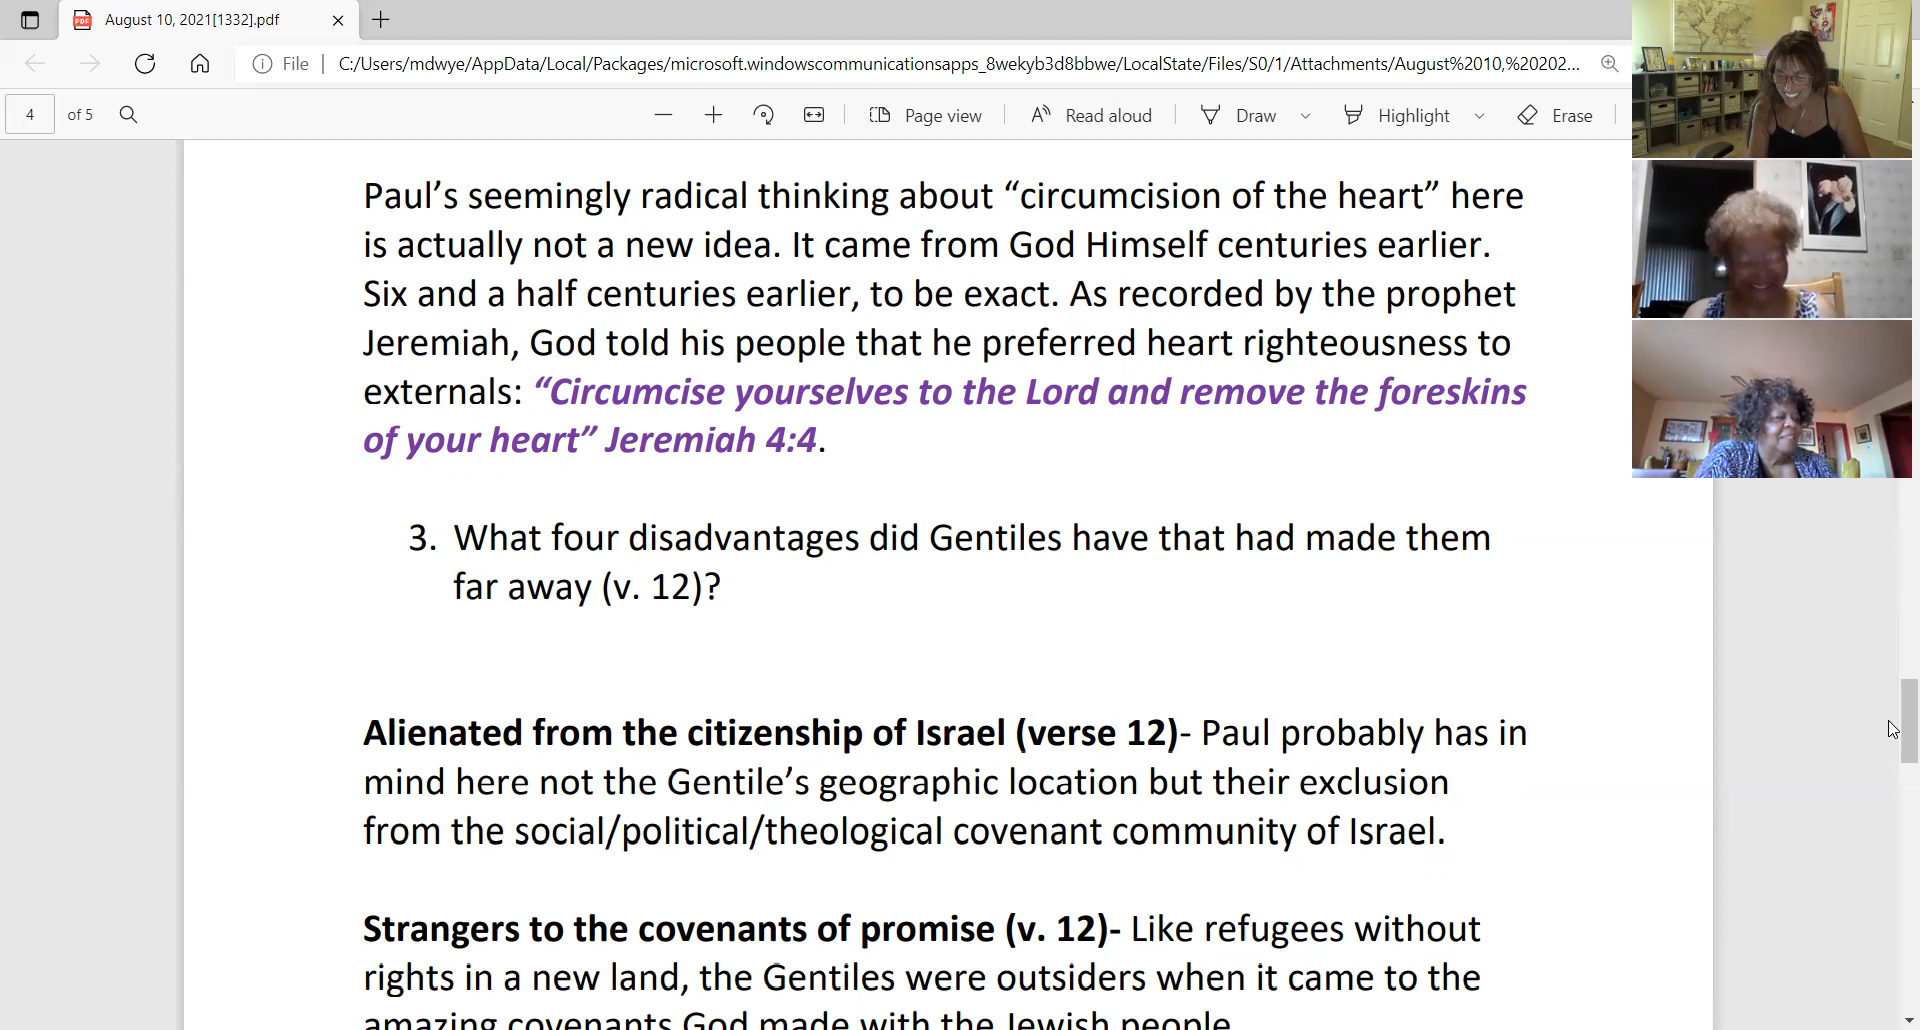 August 10, 2021[1332].pdf
File | C:/Users/mdwye/AppData/Local/Packages/microsoft.windowscommunicationsapps_8wekyb3d8bbwe/LocalState/Files/S0/1/Attachments/August%2010,%20202...
4 of 5 Page view Read aloud Draw Highlight Erase
Paul’s seemingly radical thinking about “circumcision of the heart” here
is actually not a new idea. It came from God Himself centuries earlier.
Six and a half centuries earlier, to be exact. As recorded by the prophet
Jeremiah, God told his people that he preferred heart righteousness to
externals: “Circumcise yourselves to the Lord and remove the foreskins
of your heart” Jeremiah 4:4.
3. What four disadvantages did Gentiles have that had made them
far away (v. 12)?
Alienated from the citizenship of Israel (verse 12)- Paul probably has in
mind here not the Gentile’s geographic location but their exclusion
from the social/political/theological covenant community of Israel.
Strangers to the covenants of promise (v. 12)- Like refugees without
rights in a new land, the Gentiles were outsiders when it came to the
amazing covenants God made with the Jewish people